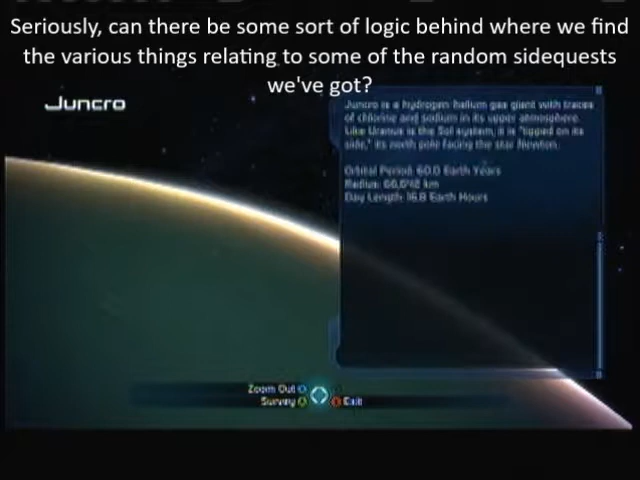 Seriously, can there be some sort of logic behind where we find
the various things relating to some of the random sidequests
we've got?
Juncro
Juncro is a hydrogen-helium gas giant with traces
of chlorine and sodium in its upper atmosphere.
Like Uranus in the Sol system, it is "tipped on its
side," its north pole facing the star Newton.
Orbital Period: 60.0 Earth Years
Radius: km
Day Length: 16.8 Earth Hours
Zoom Out
Survey
Exit